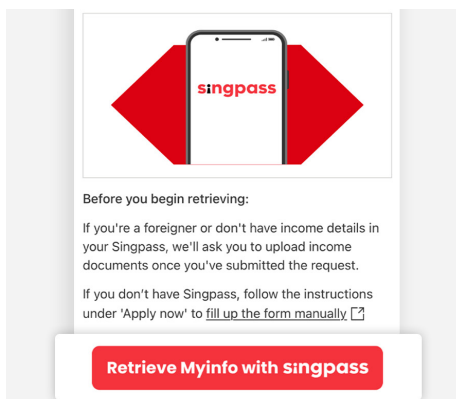 singpass
Before you begin retrieving:
If you're a foreigner or don't have income details in
your Singpass, we'll ask you to upload income
documents once you've submitted the request.
If you don’t have Singpass, follow the instructions
under 'Apply now' to fill up the form manually
Retrieve Myinfo with singpass